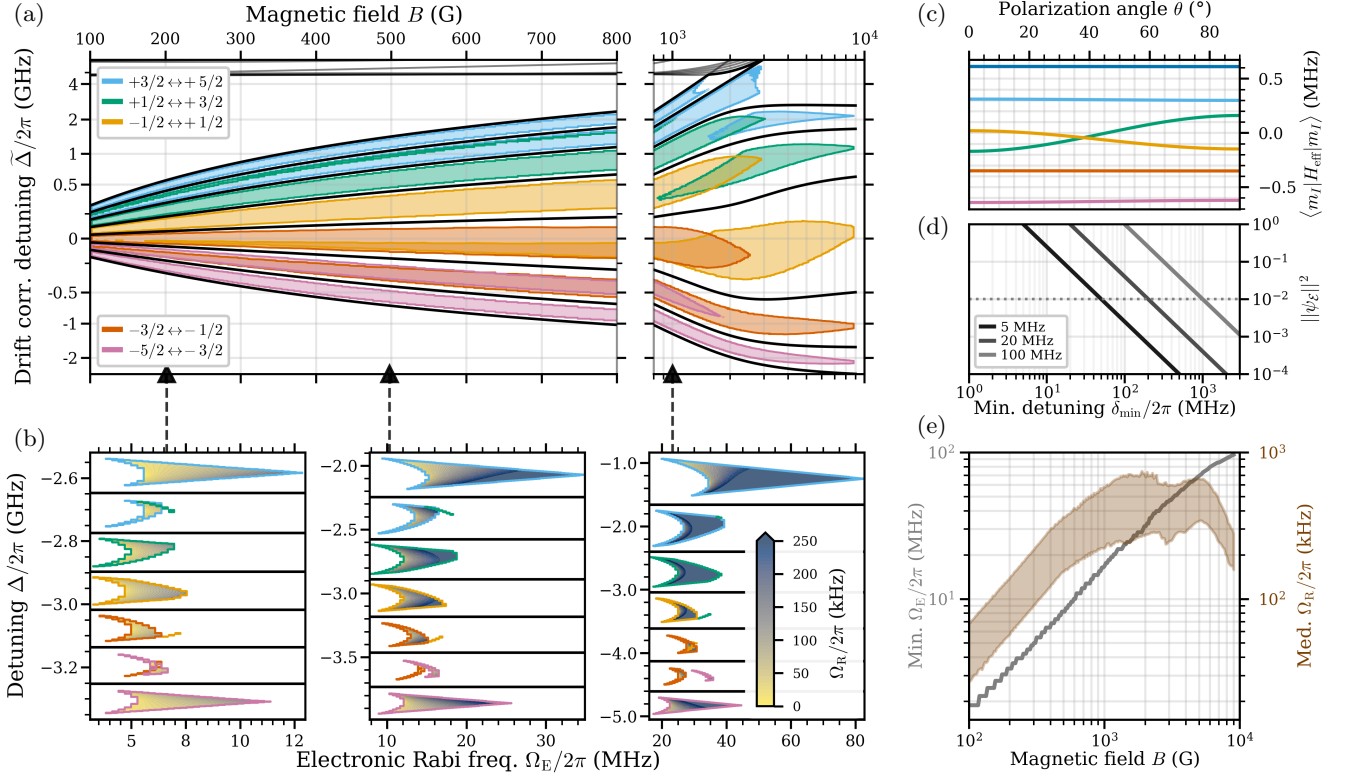 (a)
Magnetic field B (G)
100 200 300 400 500 600 700 800
10³ 10⁴
Drift corr. detuning Δ̃/2π (GHz)
4
2
1
0.5
0
-0.5
-1
-2
+3/2↔+5/2
+1/2↔+3/2
−1/2↔+1/2
−3/2↔−1/2
−5/2↔−3/2
(b)
Detuning Δ/2π (GHz)
−2.6
−2.8
−3.0
−3.2
5 8 10 12
−2.0
−2.5
−3.0
−3.5
10 20 30
−1.0
−2.0
−3.0
−4.0
−5.0
20 40 60 80
250
200
150
100
50
0
Ω_R/2π (kHz)
Electronic Rabi freq. Ω_E/2π (MHz)
(c)
Polarization angle θ (°)
0 20 40 60 80
0.5
0.0
−0.5
⟨m_I|H_eff|m_I⟩ (MHz)
(d)
10⁰
10⁻¹
10⁻²
10⁻³
10⁻⁴
||ψ_ℰ||²
5 MHz
20 MHz
100 MHz
10⁰ 10¹ 10² 10³
Min. detuning δ_min/2π (MHz)
(e)
10²
10¹
Min. Ω_E/2π (MHz)
10³
10²
Med. Ω_R/2π (kHz)
10² 10³ 10⁴
Magnetic field B (G)